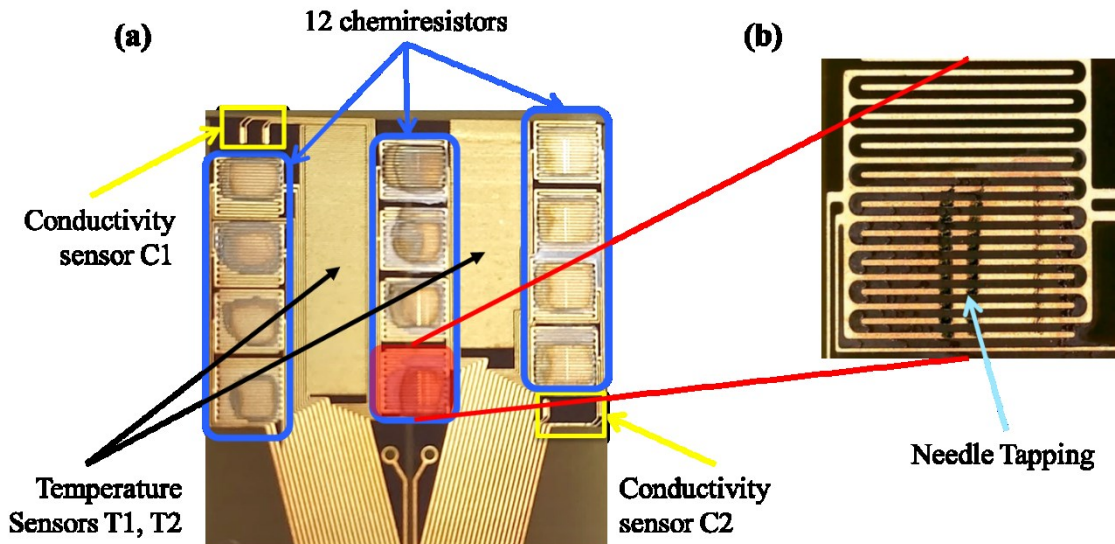 12 chemiresistors
(a)
(b)
Conductivity
sensor C1
Temperature
Sensors T1, T2
Conductivity
sensor C2
Needle Tapping